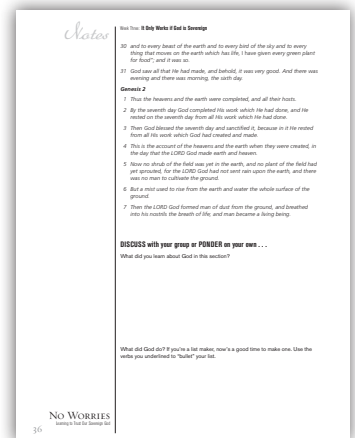 Notes
Week Three: It Only Works if God is Sovereign
30 and to every beast of the earth and to every bird of the sky and to every
thing that moves on the earth which has life, I have given every green plant
for food"; and it was so.
31 God saw all that He had made, and behold, it was very good. And there was
evening and there was morning, the sixth day.
Genesis 2
1 Thus the heavens and the earth were completed, and all their hosts.
2 By the seventh day God completed His work which He had done, and He
rested on the seventh day from all His work which He had done.
3 Then God blessed the seventh day and sanctified it, because in it He rested
from all His work which God had created and made.
4 This is the account of the heavens and the earth when they were created, in
the day that the LORD God made earth and heaven.
5 Now no shrub of the field was yet in the earth, and no plant of the field had
yet sprouted, for the LORD God had not sent rain upon the earth, and there
was no man to cultivate the ground.
6 But a mist used to rise from the earth and water the whole surface of the
ground.
7 Then the LORD God formed man of dust from the ground, and breathed
into his nostrils the breath of life; and man became a living being.
DISCUSS with your group or PONDER on your own . . .
What did you learn about God in this section?
What did God do? If you're a list maker, now's a good time to make one. Use the
verbs you underlined to "bullet" your list.
NO WORRIES
Learning to Trust Our Sovereign God
36